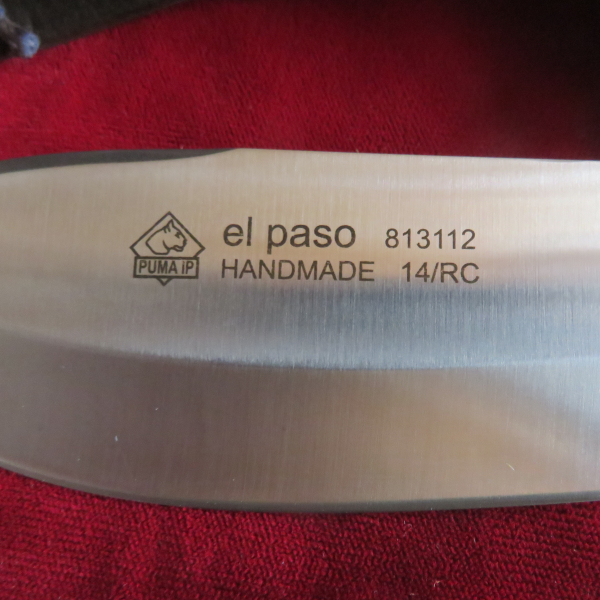 el paso 813112
PUMA iP HANDMADE 14/RC